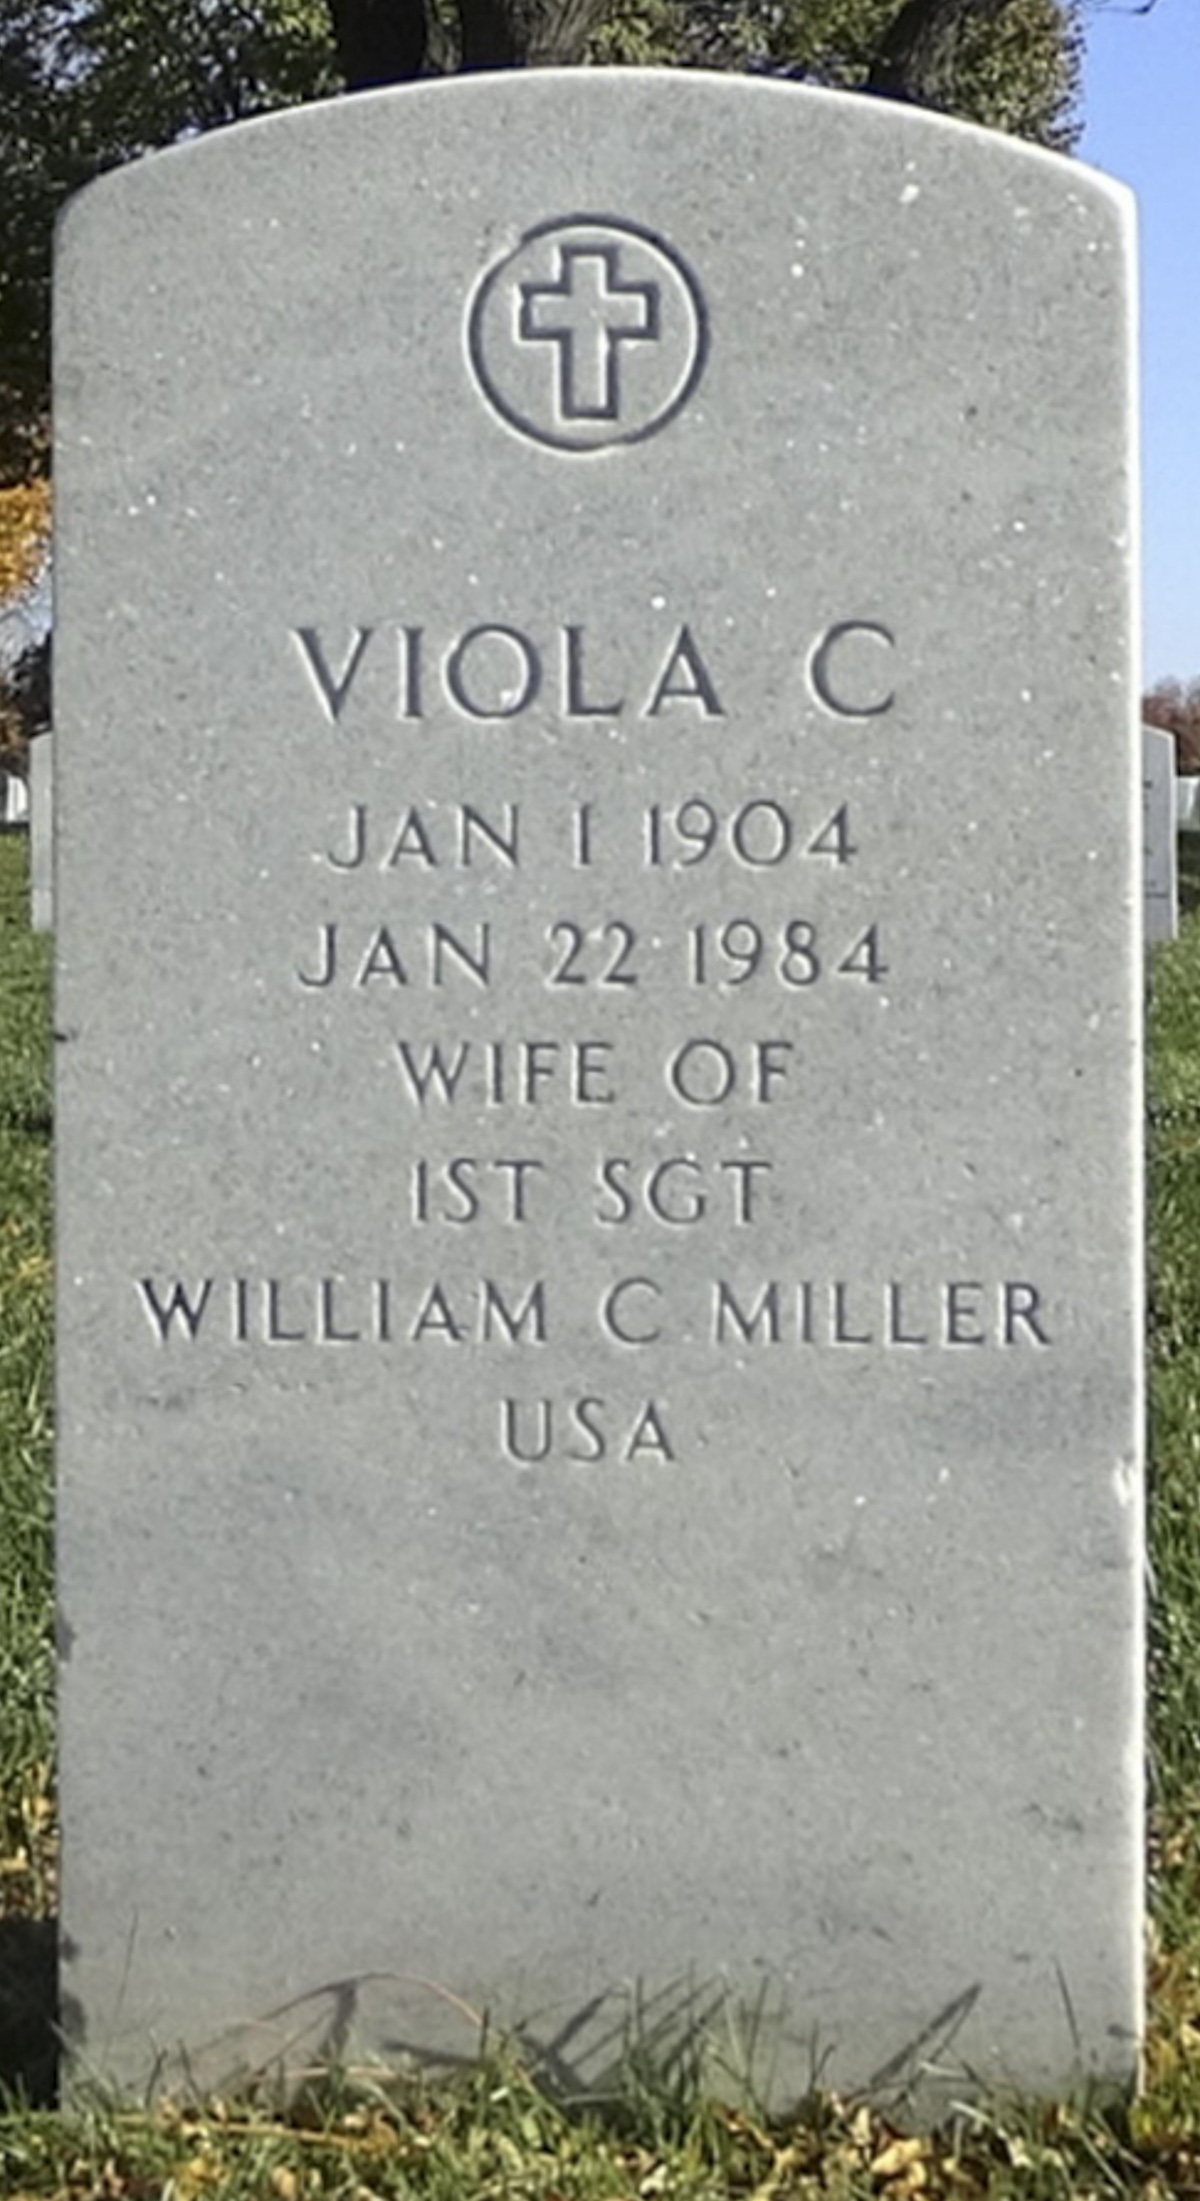 VIOLA C
JAN 1 1904
JAN 22 1984
WIFE OF
1ST SGT
WILLIAM C MILLER
USA